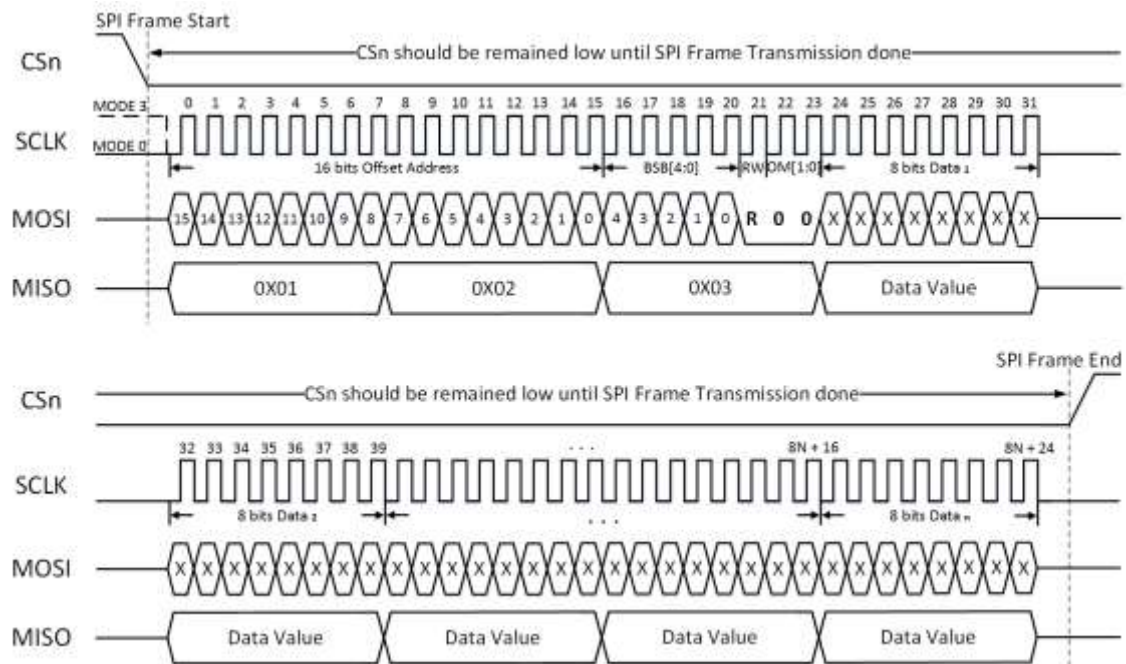 SPI Frame Start
CSn
CSn should be remained low until SPI Frame Transmission done
MODE 3
0 1 2 3 4 5 6 7 8 9 10 11 12 13 14 15 16 17 18 19 20 21 22 23 24 25 26 27 28 29 30 31
SCLK
MODE 0
16 bits Offset Address BSB[4:0] RW OM[1:0] 8 bits Data 1
MOSI 15 14 13 12 11 10 9 8 7 6 5 4 3 2 1 0 4 3 2 1 0 R 0 0 X X X X X X X X
MISO 0X01 0X02 0X03 Data Value
SPI Frame End
CSn
CSn should be remained low until SPI Frame Transmission done
32 33 34 35 36 37 38 39 . . . 8N + 16 8N + 24
SCLK
8 bits Data 2 . . . 8 bits Data n
MOSI X X X X X X X X X X X X X X X X X X X X X X X X X X X X X X X X
MISO Data Value Data Value Data Value Data Value